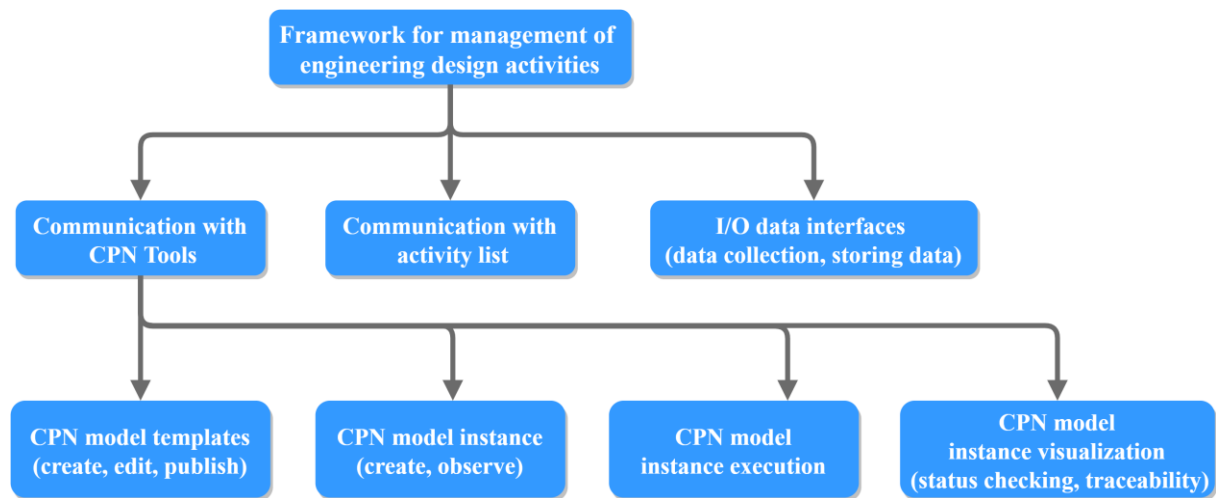 Framework for management of
engineering design activities
Communication with
CPN Tools
Communication with
activity list
I/O data interfaces
(data collection, storing data)
CPN model templates
(create, edit, publish)
CPN model instance
(create, observe)
CPN model
instance execution
CPN model
instance visualization
(status checking, traceability)